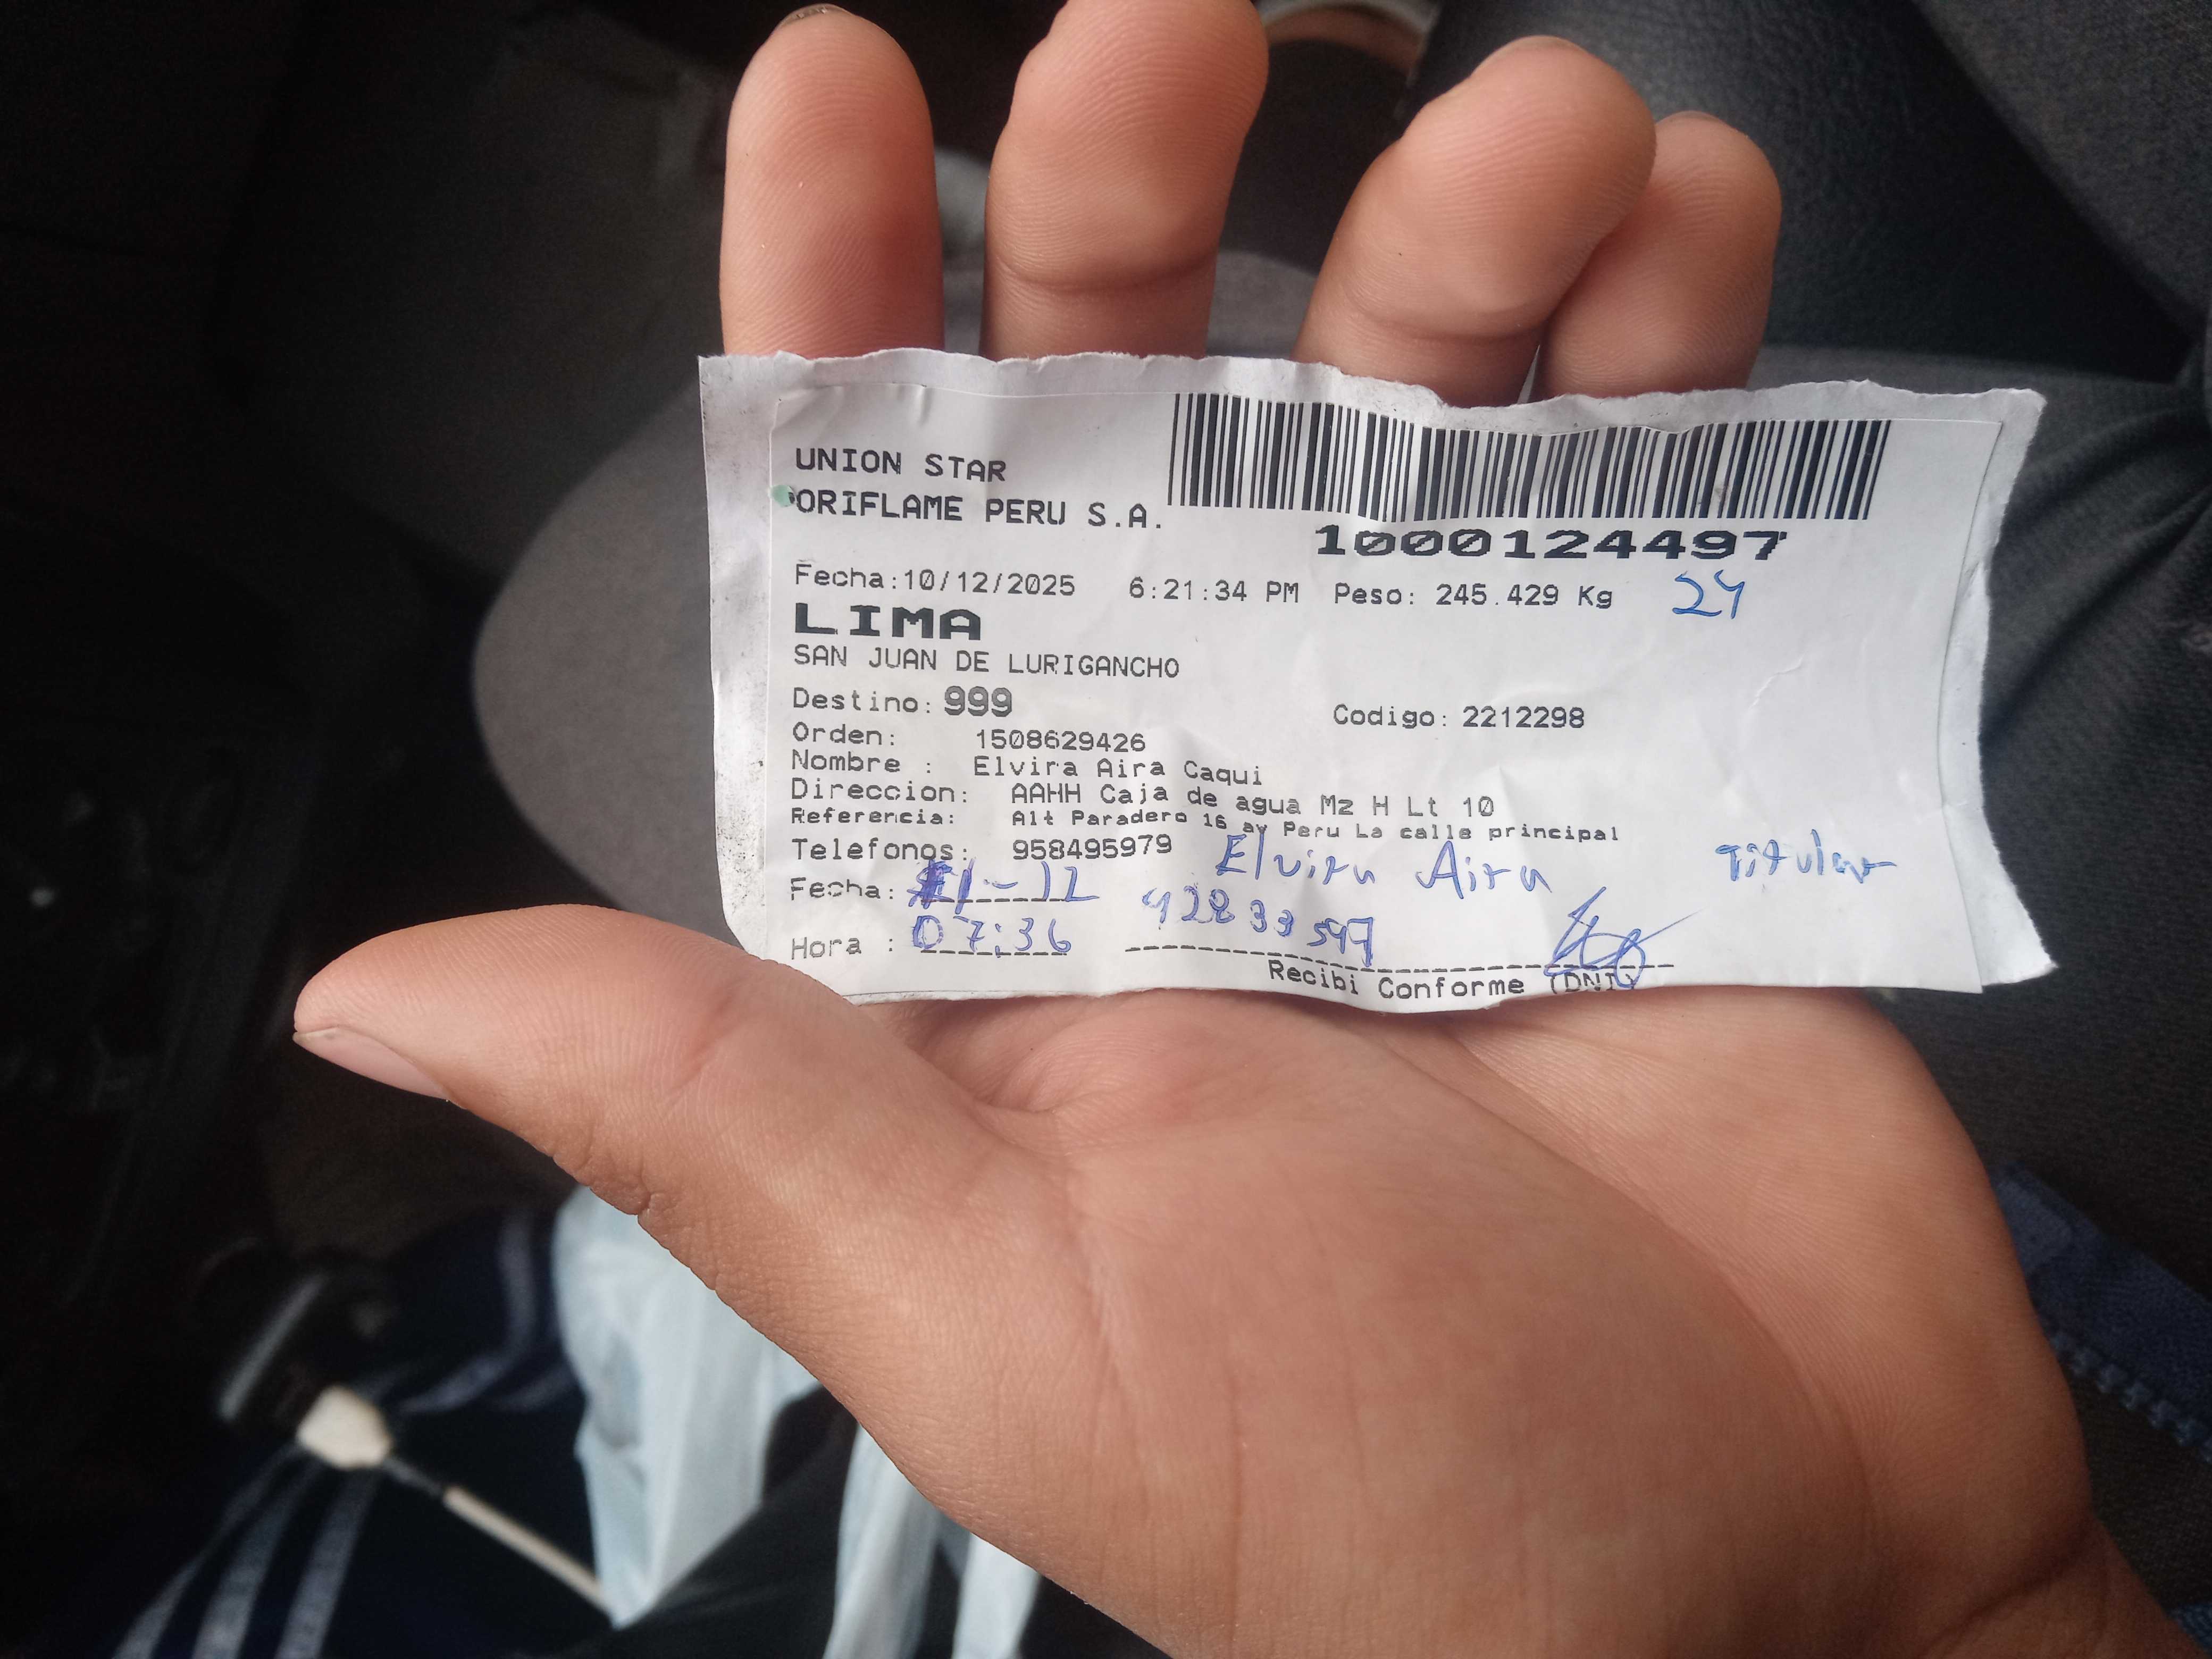 UNION STAR
ORIFLAME PERU S.A.
1000124497
Fecha:10/12/2025 6:21:34 PM Peso: 245.429 Kg 24
LIMA
SAN JUAN DE LURIGANCHO
Destino: 999 Codigo: 2212298
Orden: 1508629426
Nombre : Elvira Aira Caqui
Direccion: AAHH Caja de agua Mz H Lt 10
Referencia: Alt Paradero 16 av Peru La calle principal
Telefonos: 958495979 Elvira Aira Titular
Fecha: 11-12
Hora : 07:36
Recibi Conforme (DNI)